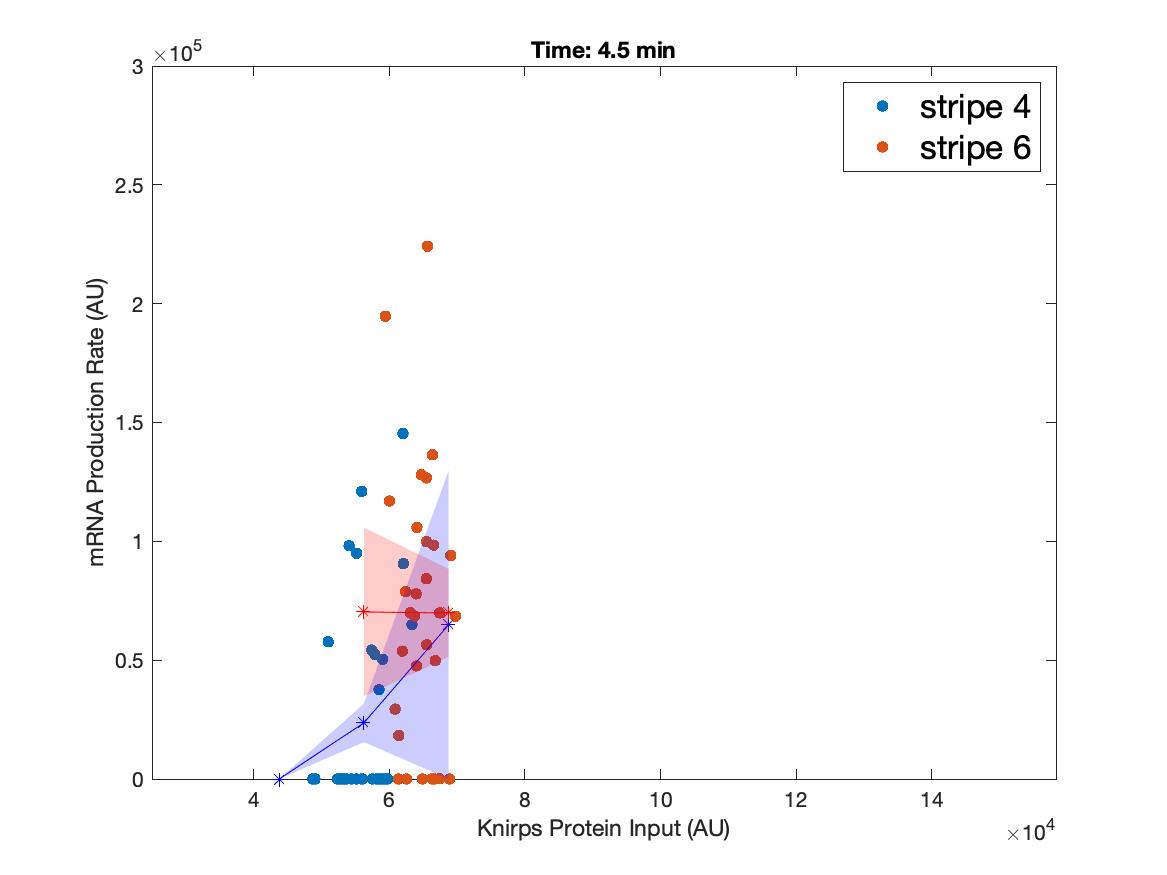 Time: 4.5 min
×10^5
3
2.5
2
1.5
1
0.5
0
mRNA Production Rate (AU)
stripe 4
stripe 6
4 6 8 10 12 14
Knirps Protein Input (AU)
×10^4